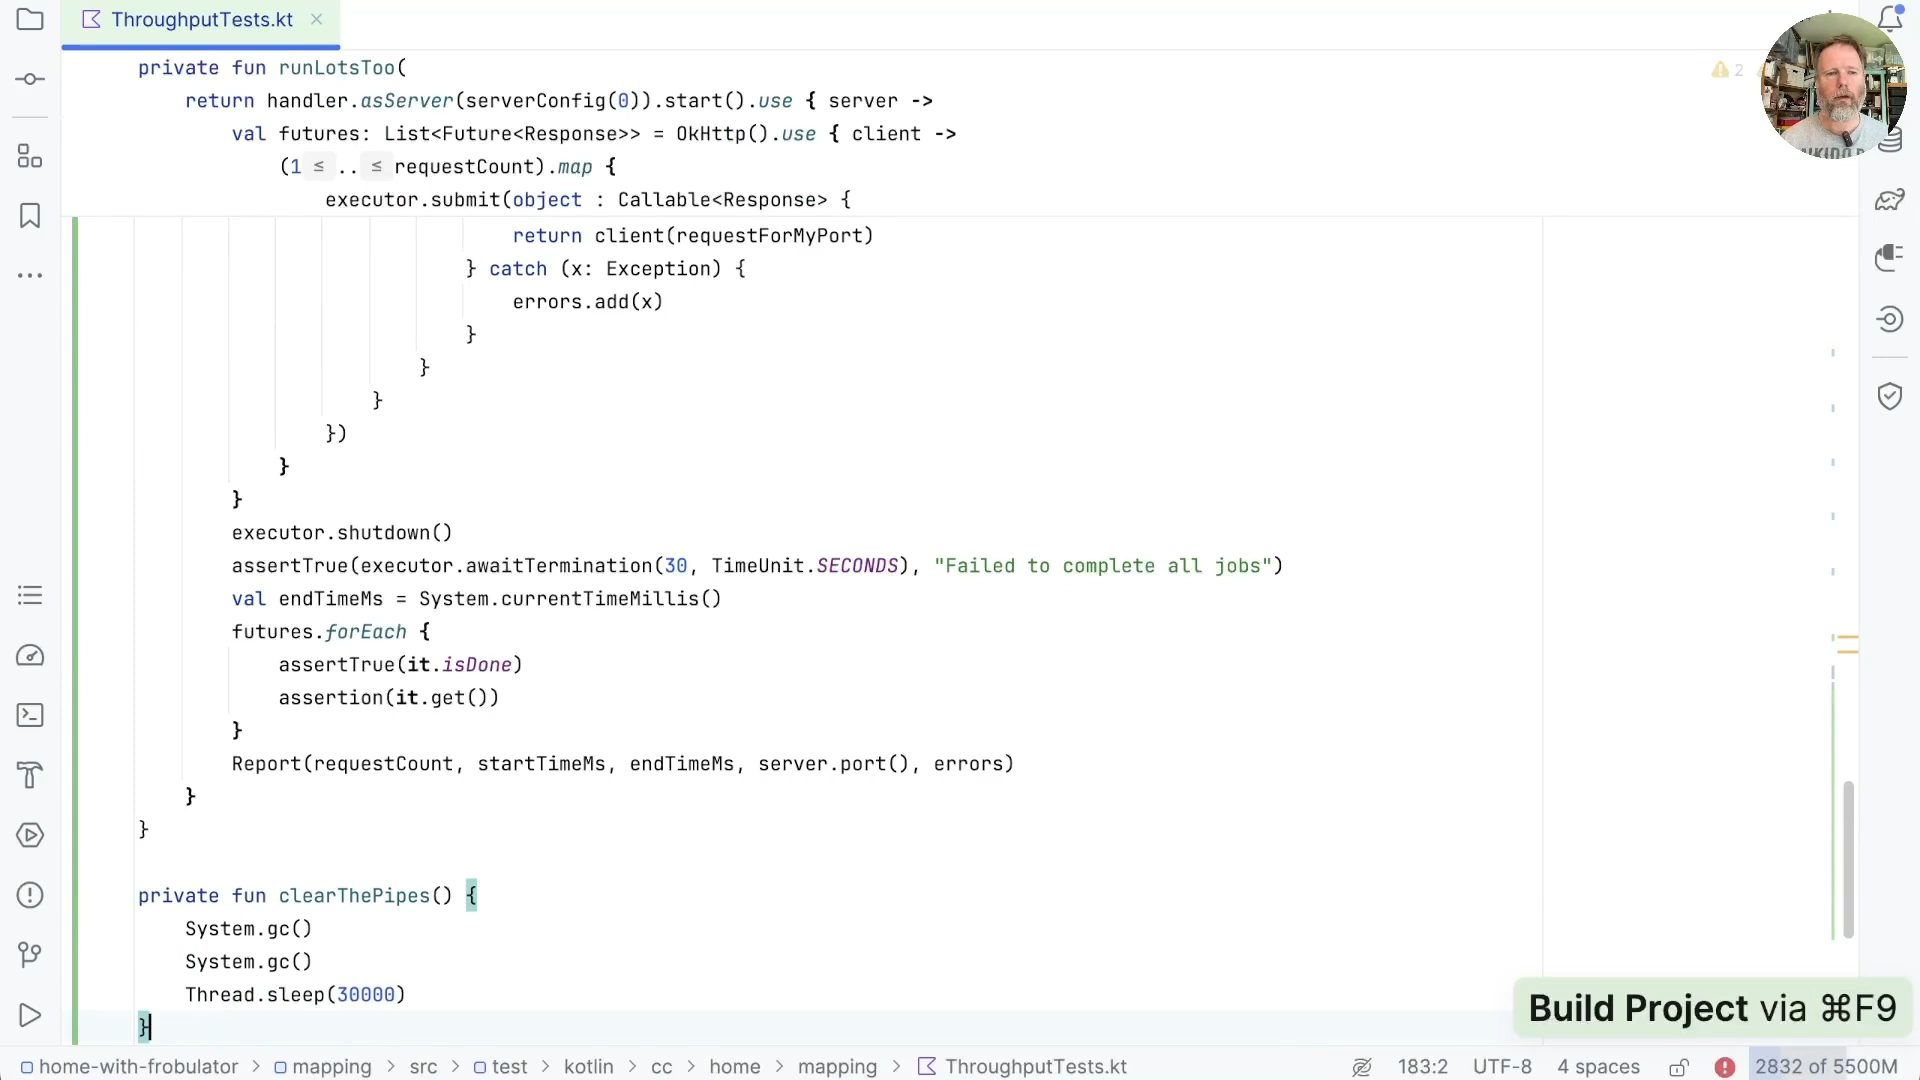 ThroughputTests.kt
private fun runLotsToo(
return handler.asServer(serverConfig(0)).start().use { server ->
val futures: List<Future<Response>> = OkHttp().use { client ->
(1 ≤ .. ≤ requestCount).map {
executor.submit(object : Callable<Response> {
return client(requestForMyPort)
} catch (x: Exception) {
errors.add(x)
}
}
}
})
}
}
executor.shutdown()
assertTrue(executor.awaitTermination(30, TimeUnit.SECONDS), "Failed to complete all jobs")
val endTimeMs = System.currentTimeMillis()
futures.forEach {
assertTrue(it.isDone)
assertion(it.get())
}
Report(requestCount, startTimeMs, endTimeMs, server.port(), errors)
}
}
private fun clearThePipes() {
System.gc()
System.gc()
Thread.sleep(30000)
}
2
Build Project via ⌘F9
home-with-frobulator > mapping > src > test > kotlin > cc > home > mapping > ThroughputTests.kt
183:2 UTF-8 4 spaces 2832 of 5500M